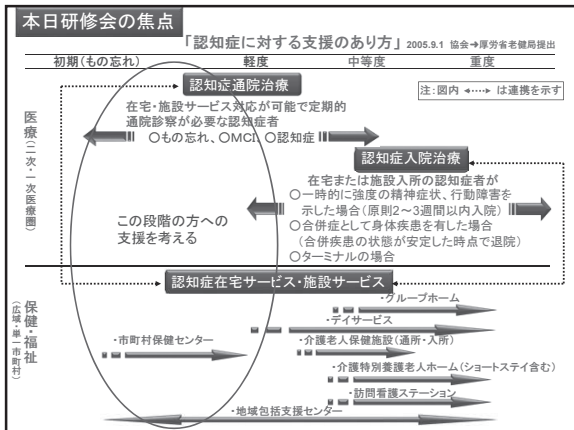 本日研修会の焦点
「認知症に対する支援のあり方」 2005.9.1 協会➔厚労省老健局提出
初期(もの忘れ) 軽度 中等度 重度
認知症通院治療
注:図内 は連携を示す
在宅・施設サービス対応が可能で定期的
通院診察が必要な認知症者
〇もの忘れ、〇MCI、〇認知症
医療(二次・一次医療圏)
認知症入院治療
在宅または施設入所の認知症者が
〇一時的に強度の精神症状、行動障害を
示した場合(原則2~3週間以内入院)
〇合併症として身体疾患を有した場合
(合併疾患の状態が安定した時点で退院)
〇ターミナルの場合
この段階の方への
支援を考える
認知症在宅サービス・施設サービス
保健・福祉
(広域・単一市町村)
・グループホーム
・デイサービス
・市町村保健センター
・介護老人保健施設(通所・入所)
・介護特別養護老人ホーム(ショートステイ含む)
・訪問看護ステーション
・地域包括支援センター